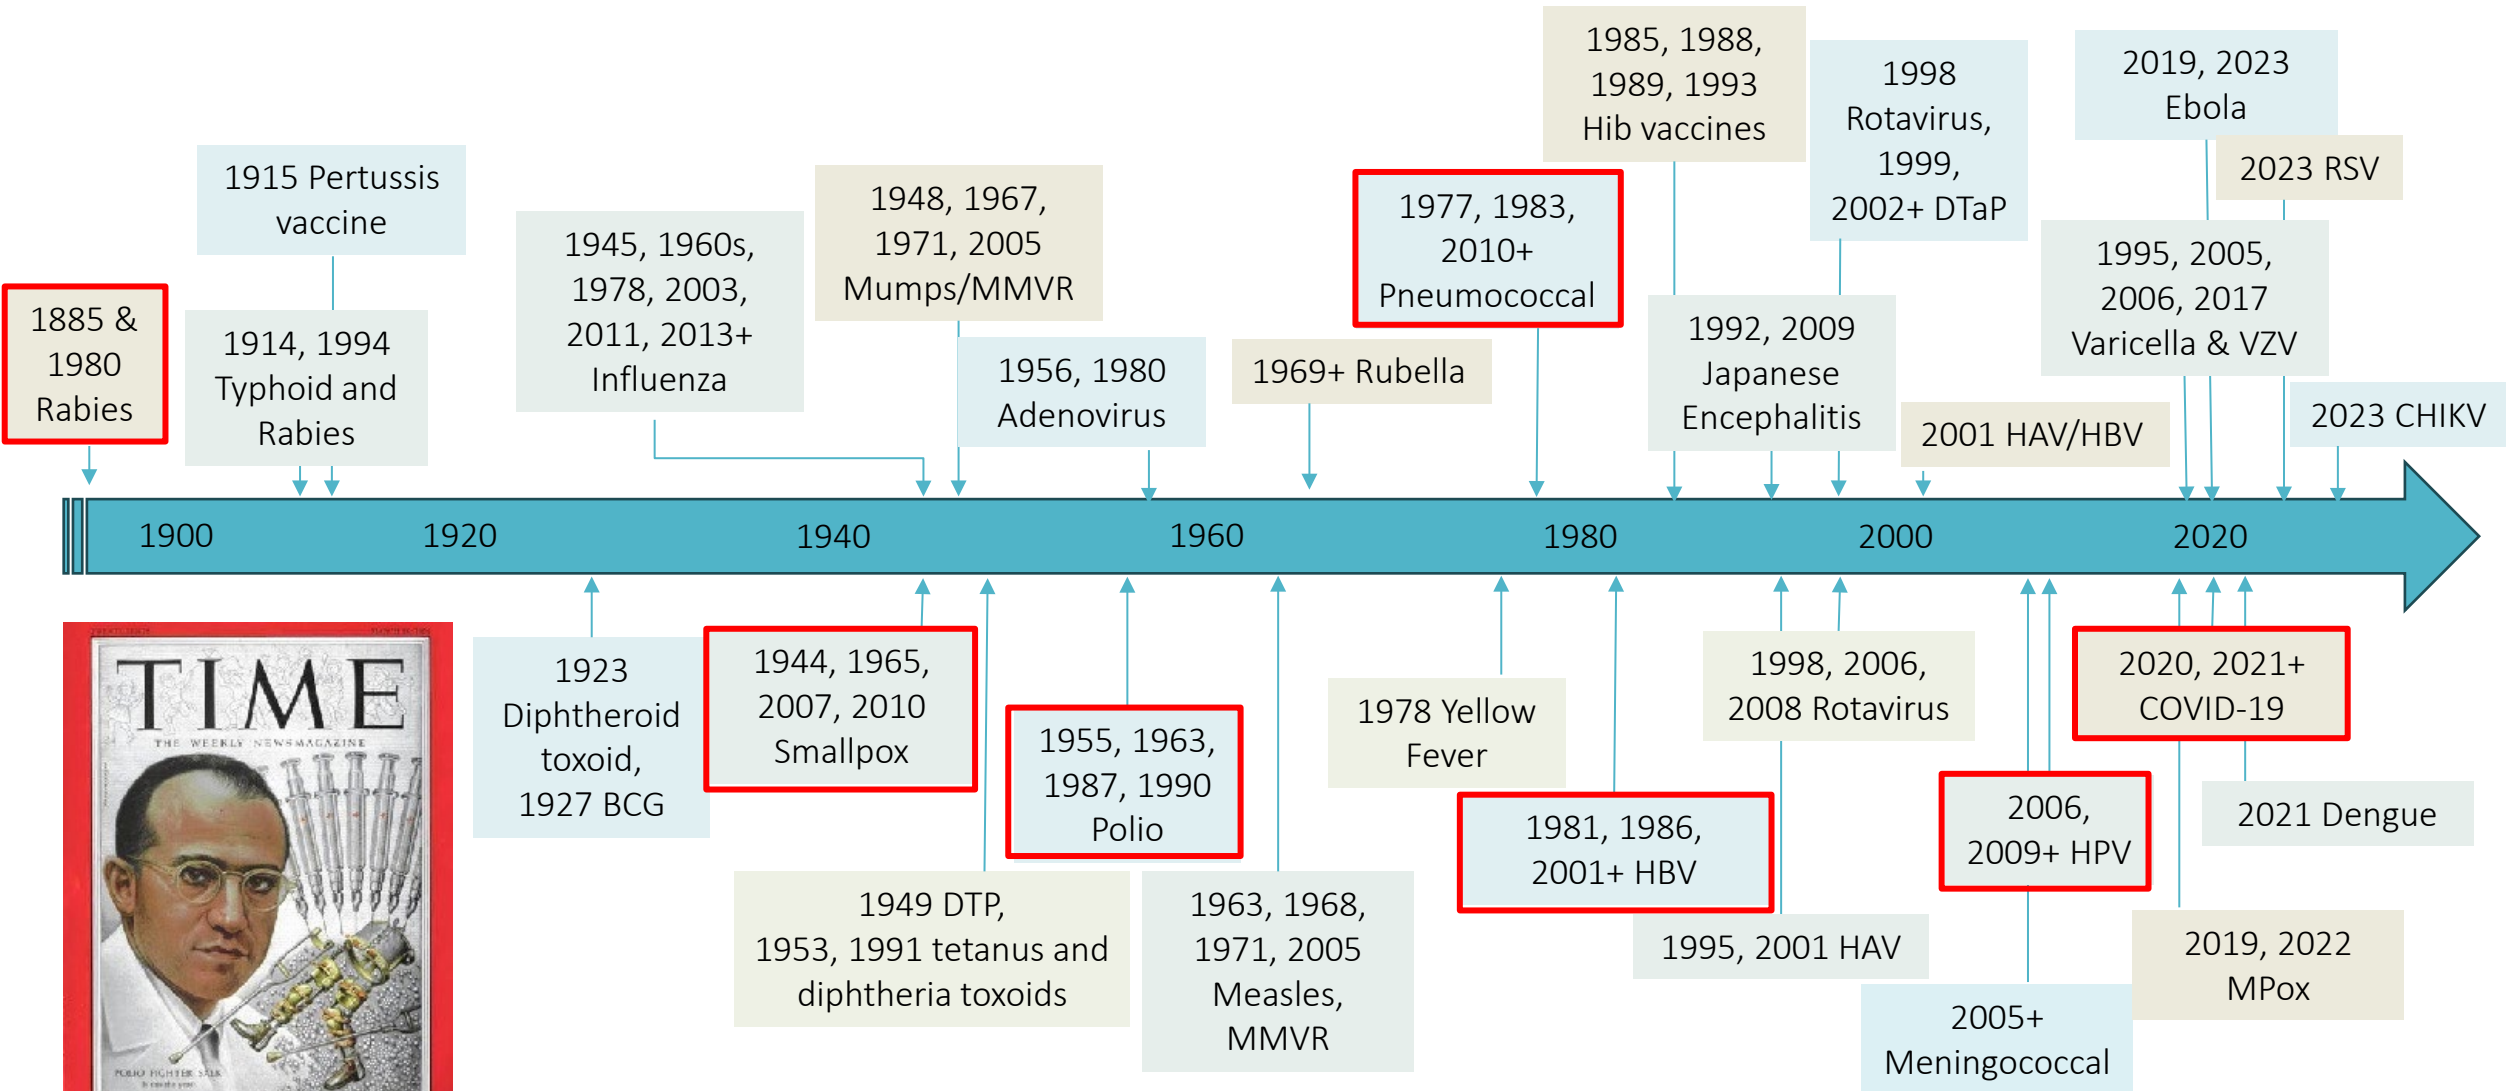 1885 &
1980
Rabies
1915 Pertussis
vaccine
1914, 1994
Typhoid and
Rabies
1945, 1960s,
1978, 2003,
2011, 2013+
Influenza
1948, 1967,
1971, 2005
Mumps/MMVR
1956, 1980
Adenovirus
1969+ Rubella
1977, 1983,
2010+
Pneumococcal
1985, 1988,
1989, 1993
Hib vaccines
1992, 2009
Japanese
Encephalitis
1998
Rotavirus,
1999,
2002+ DTaP
2001 HAV/HBV
2019, 2023
Ebola
2023 RSV
1995, 2005,
2006, 2017
Varicella & VZV
2023 CHIKV
1900
1920
1940
1960
1980
2000
2020
TIME
THE WEEKLY NEWSMAGAZINE
POLIO FIGHTER SALK
1923
Diphtheroid
toxoid,
1927 BCG
1944, 1965,
2007, 2010
Smallpox
1949 DTP,
1953, 1991 tetanus and
diphtheria toxoids
1955, 1963,
1987, 1990
Polio
1963, 1968,
1971, 2005
Measles,
MMVR
1978 Yellow
Fever
1981, 1986,
2001+ HBV
1998, 2006,
2008 Rotavirus
1995, 2001 HAV
2006,
2009+ HPV
2005+
Meningococcal
2020, 2021+
COVID-19
2021 Dengue
2019, 2022
MPox